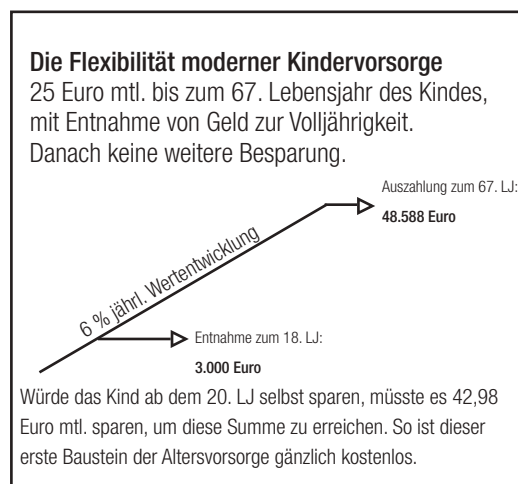 Die Flexibilität moderner Kindervorsorge
25 Euro mtl. bis zum 67. Lebensjahr des Kindes,
mit Entnahme von Geld zur Volljährigkeit.
Danach keine weitere Besparung.
Auszahlung zum 67. LJ:
48.588 Euro
6 % jährl. Wertentwicklung
Entnahme zum 18. LJ:
3.000 Euro
Würde das Kind ab dem 20. LJ selbst sparen, müsste es 42,98
Euro mtl. sparen, um diese Summe zu erreichen. So ist dieser
erste Baustein der Altersvorsorge gänzlich kostenlos.